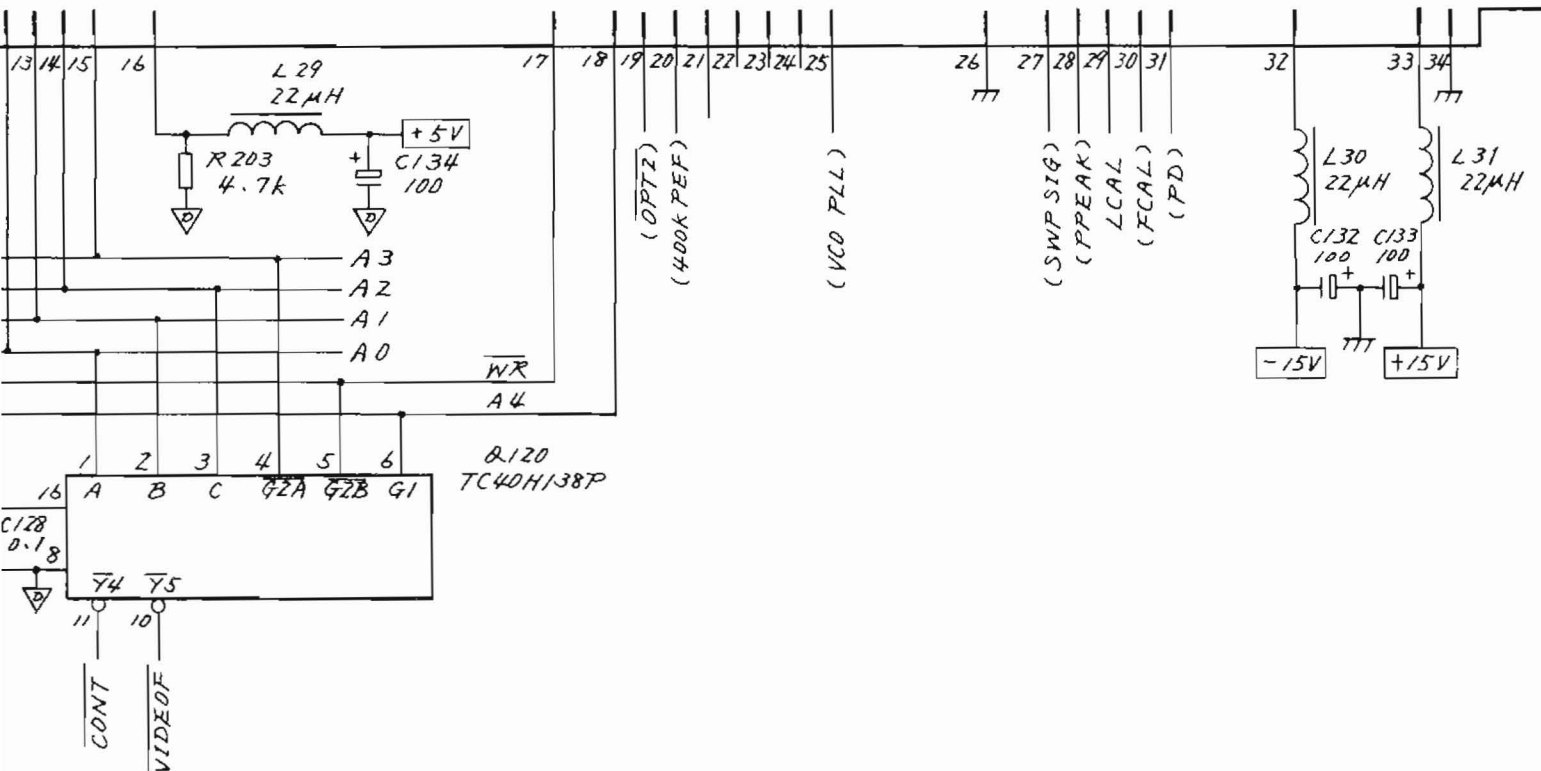 13 14 15 16 17 18 19 20 21 22 23 24 25 26 27 28 29 30 31 32 33 34
L29
22μH
+5V
R203
4.7k
+
C134
100
D
D
(OPT2)
(400KPEF)
(VCO PLL)
(SWP SIG)
(PPEAK)
LCAL
(FCAL)
(PD)
L30
22μH
L31
22μH
C132
100
+
C133
100
+
-15V
+15V
A3
A2
A1
A0
WR
A4
Q120
TC40H138P
1 2 3 4 5 6
16 A B C G2A G2B G1
C128
0.1
8
D
Y4 Y5
11 10
CONT
VIDEOF